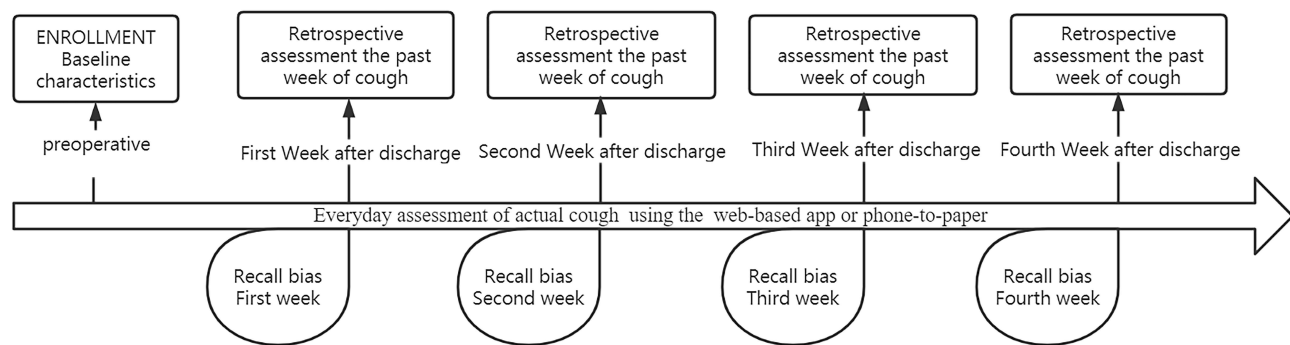 ENROLLMENT
Baseline
characteristics
Retrospective
assessment the past
week of cough
Retrospective
assessment the past
week of cough
Retrospective
assessment the past
week of cough
Retrospective
assessment the past
week of cough
preoperative
First Week after discharge
Second Week after discharge
Third Week after discharge
Fourth Week after discharge
Everyday assessment of actual cough using the web-based app or phone-to-paper
Recall bias
First week
Recall bias
Second week
Recall bias
Third week
Recall bias
Fourth week